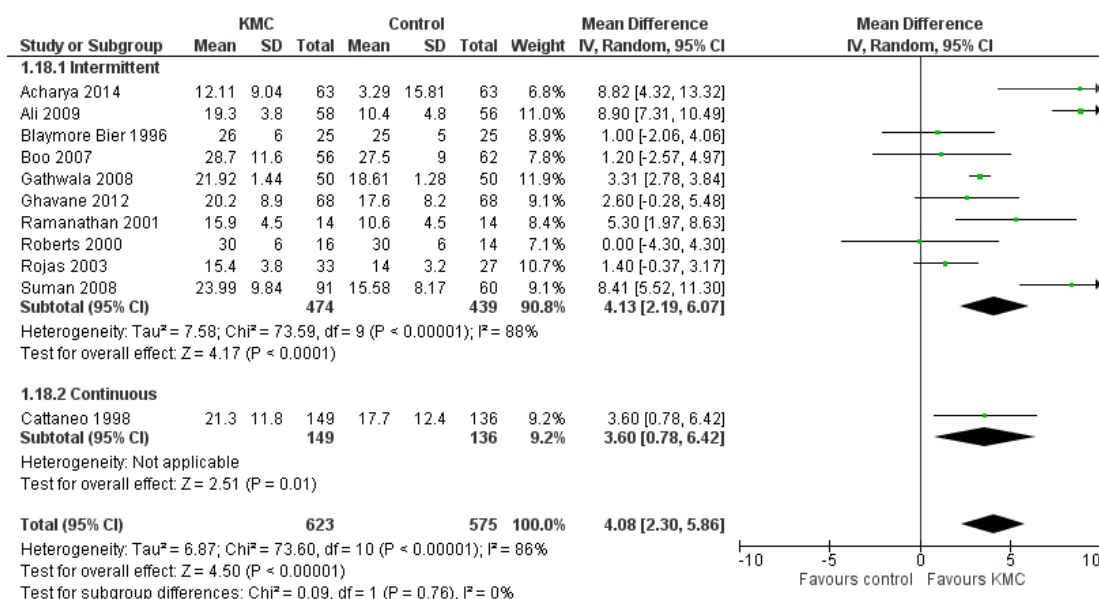 KMC Control Mean Difference Mean Difference
Study or Subgroup Mean SD Total Mean SD Total Weight IV, Random, 95% CI IV, Random, 95% CI
1.18.1 Intermittent
Acharya 2014 12.11 9.04 63 3.29 15.81 63 6.8% 8.82 [4.32, 13.32]
Ali 2009 19.3 3.8 58 10.4 4.8 56 11.0% 8.90 [7.31, 10.49]
Blaymore Bier 1996 26 6 25 25 5 25 8.9% 1.00 [-2.06, 4.06]
Boo 2007 28.7 11.6 56 27.5 9 62 7.8% 1.20 [-2.57, 4.97]
Gathwala 2008 21.92 1.44 50 18.61 1.28 50 11.9% 3.31 [2.78, 3.84]
Ghavane 2012 20.2 8.9 68 17.6 8.2 68 9.1% 2.60 [-0.28, 5.48]
Ramanathan 2001 15.9 4.5 14 10.6 4.5 14 8.4% 5.30 [1.97, 8.63]
Roberts 2000 30 6 16 30 6 14 7.1% 0.00 [-4.30, 4.30]
Rojas 2003 15.4 3.8 33 14 3.2 27 10.7% 1.40 [-0.37, 3.17]
Suman 2008 23.99 9.84 91 15.58 8.17 60 9.1% 8.41 [5.52, 11.30]
Subtotal (95% CI) 474 439 90.8% 4.13 [2.19, 6.07]
Heterogeneity: Tau² = 7.58; Chi² = 73.59, df = 9 (P < 0.00001); I² = 88%
Test for overall effect: Z = 4.17 (P < 0.0001)
1.18.2 Continuous
Cattaneo 1998 21.3 11.8 149 17.7 12.4 136 9.2% 3.60 [0.78, 6.42]
Subtotal (95% CI) 149 136 9.2% 3.60 [0.78, 6.42]
Heterogeneity: Not applicable
Test for overall effect: Z = 2.51 (P = 0.01)
Total (95% CI) 623 575 100.0% 4.08 [2.30, 5.86]
Heterogeneity: Tau² = 6.87; Chi² = 73.60, df = 10 (P < 0.00001); I² = 86%
Test for overall effect: Z = 4.50 (P < 0.00001)
Test for subgroup differences: Chi² = 0.09, df = 1 (P = 0.76), I² = 0%
-10 -5 0 5 10
Favours control Favours KMC